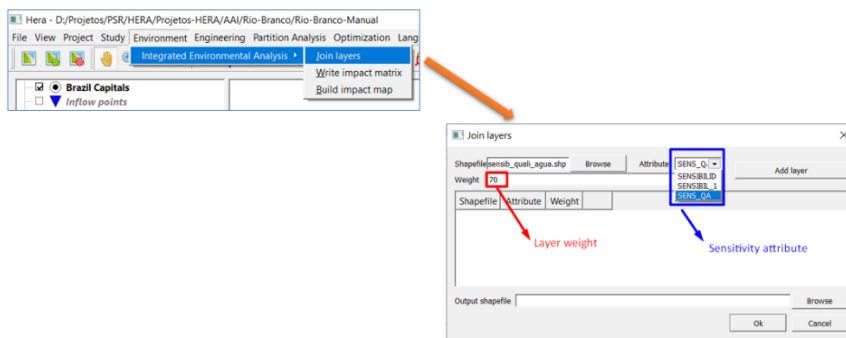 Hera - D:/Projetos/PSR/HERA/Projetos-HERA/AAI/Rio-Branco/Rio-Branco-Manual
File View Project Study Environment Engineering Partition Analysis Optimization Lang
Integrated Environmental Analysis Join layers
Write impact matrix
Build impact map
Brazil Capitals
Inflow points
Join layers
Shapefile sensib_quali_agua.shp Browse Attribute SENS_Q Add layer
Weight 70
SENSIBILID
SENSIBIL_1
SENS_QA
Shapefile Attribute Weight
Layer weight
Sensitivity attribute
Output shapefile Browse
Ok Cancel